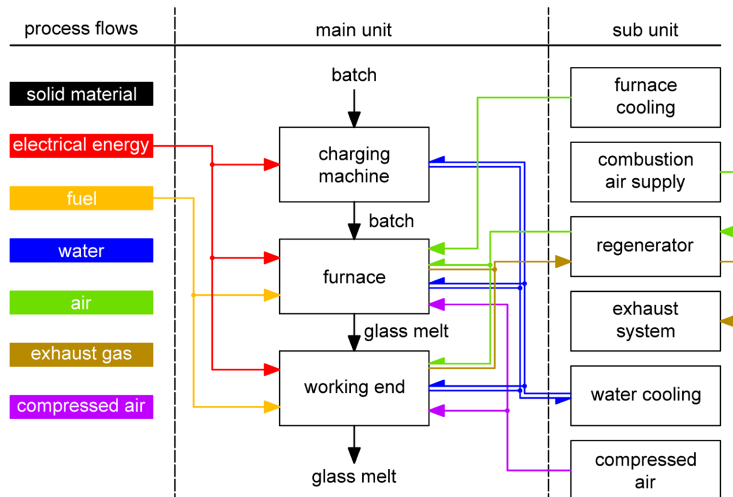 process flows
main unit
sub unit
solid material
electrical energy
fuel
water
air
exhaust gas
compressed air
batch
charging
machine
batch
furnace
glass melt
working end
glass melt
furnace
cooling
combustion
air supply
regenerator
exhaust
system
water cooling
compressed
air